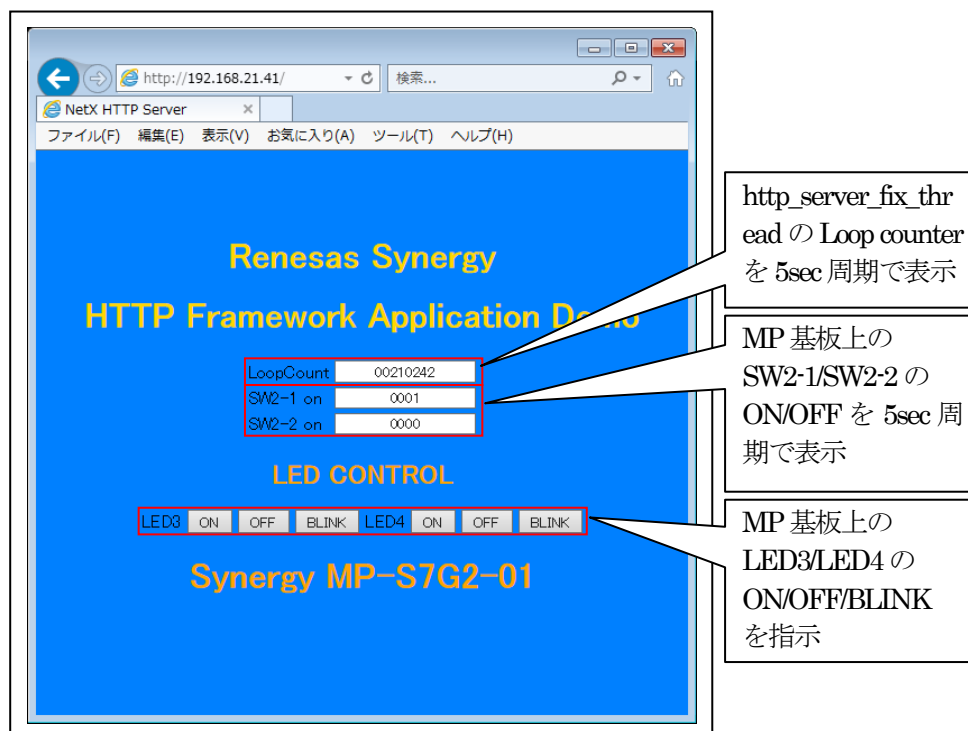 http://192.168.21.41/
検索...
NetX HTTP Server
ファイル(F) 編集(E) 表示(V) お気に入り(A) ツール(T) ヘルプ(H)
Renesas Synergy
HTTP Framework Application Demo
LoopCount 00210242
SW2-1 on 0001
SW2-2 on 0000
LED CONTROL
LED3 ON OFF BLINK LED4 ON OFF BLINK
Synergy MP-S7G2-01
http_server_fix_thr
ead の Loop counter
を 5sec 周期で表示
MP 基板上の
SW2-1/SW2-2 の
ON/OFF を 5sec 周
期で表示
MP 基板上の
LED3/LED4 の
ON/OFF/BLINK
を指示